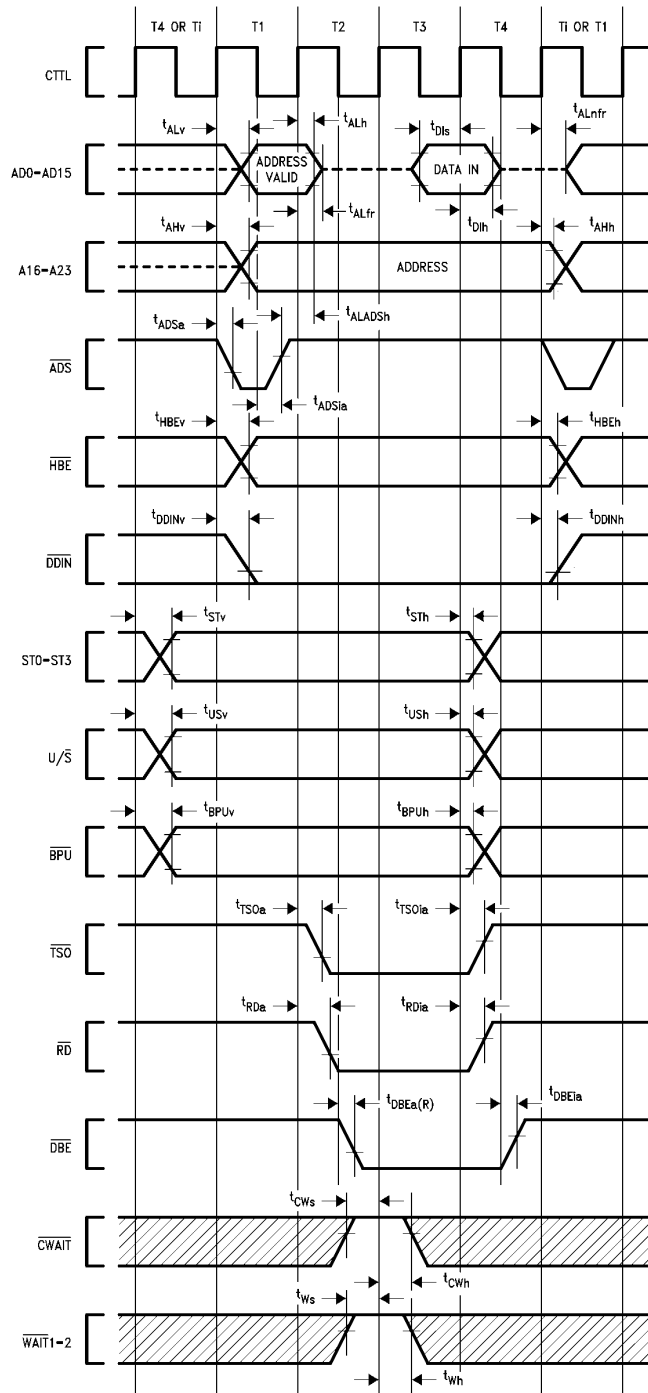 T4 OR Ti T1 T2 T3 T4 Ti OR T1
CTTL
tALv tALh tDIs tALnfr
AD0-AD15 ADDRESS VALID DATA IN
tALfr tDIh
tAHv tAHh
A16-A23 ADDRESS
tADSa tALADSh
ADS
tADSia
tHBEv tHBEh
HBE
tDDINv tDDINh
DDIN
tSTv tSTh
ST0-ST3
tUSv tUSh
U/S
tBPUv tBPUh
BPU
tTSOa tTSOia
TSO
tRDa tRDia
RD
tDBEa(R) tDBEia
DBE
tCWs
CWAIT
tCWh
tWs
WAIT1-2
tWh